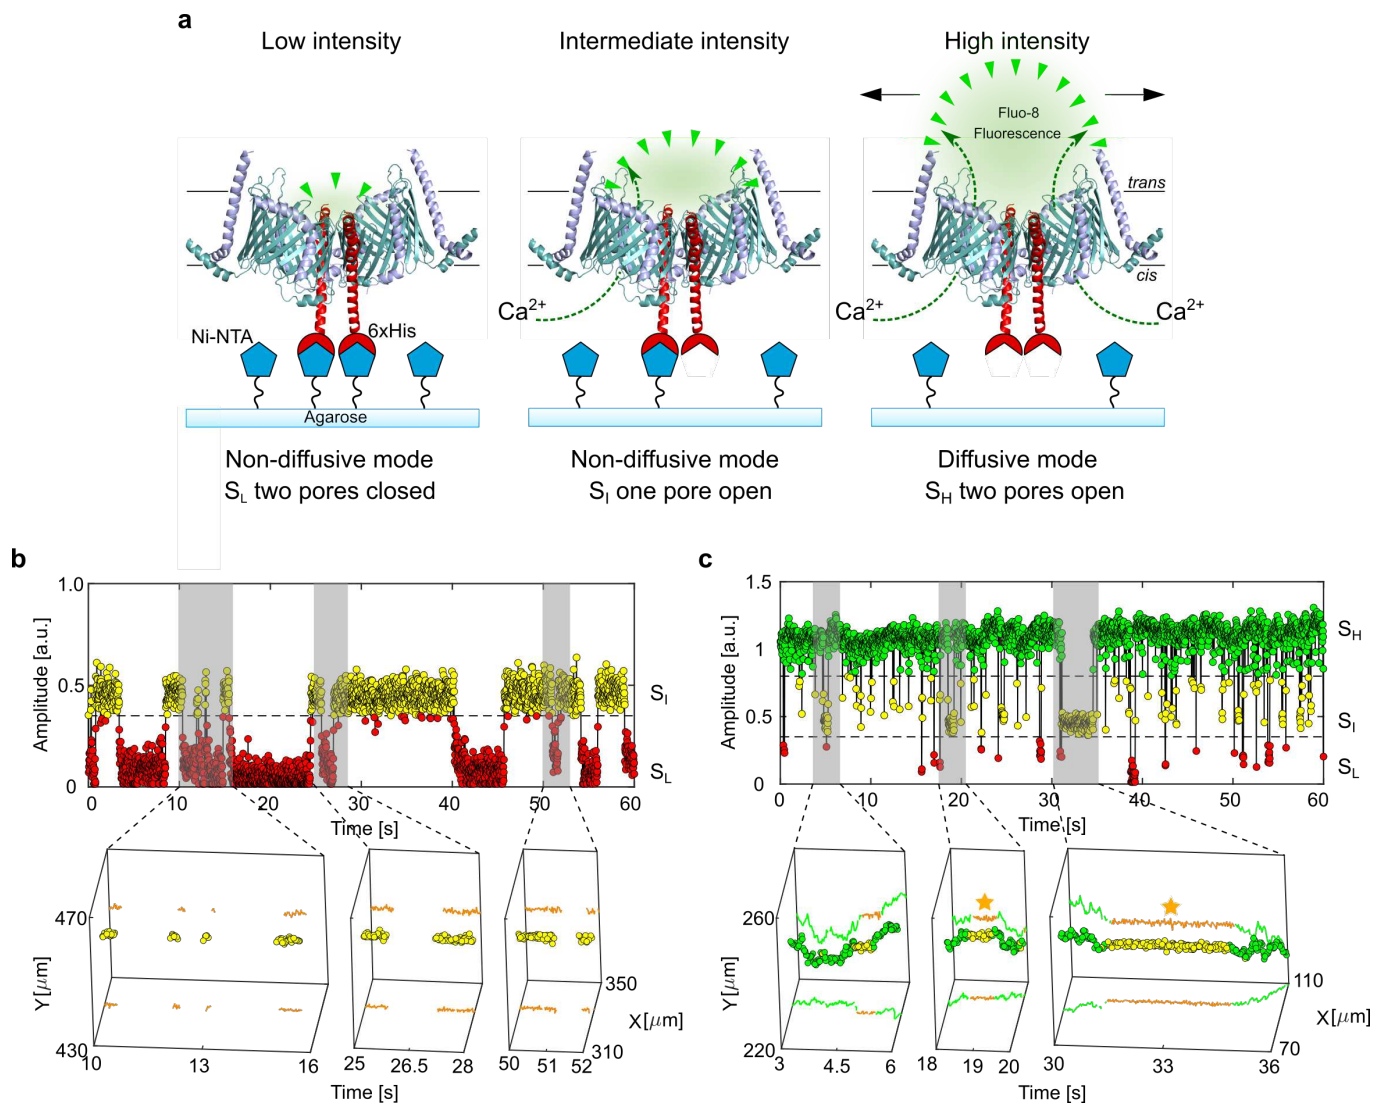 a
Low intensity
Intermediate intensity
High intensity
Fluo-8
Fluorescence
trans
cis
Ca2+
Ca2+
Ca2+
Ni-NTA
6xHis
Agarose
Non-diffusive mode
SL two pores closed
Non-diffusive mode
SI one pore open
Diffusive mode
SH two pores open
b
Amplitude [a.u.]
1.0
0.5
0
SI
SL
0 10 20 30 40 50 60
Time [s]
470
430
Y[μm]
350
310
X[μm]
10 13 16
25 26.5 28
50 51 52
Time [s]
c
Amplitude [a.u.]
1.5
1
0.5
0
SH
SI
SL
0 10 20 30 40 50 60
Time [s]
260
220
Y[μm]
110
70
X[μm]
3 4.5 6
18 19 20
30 33 36
Time [s]